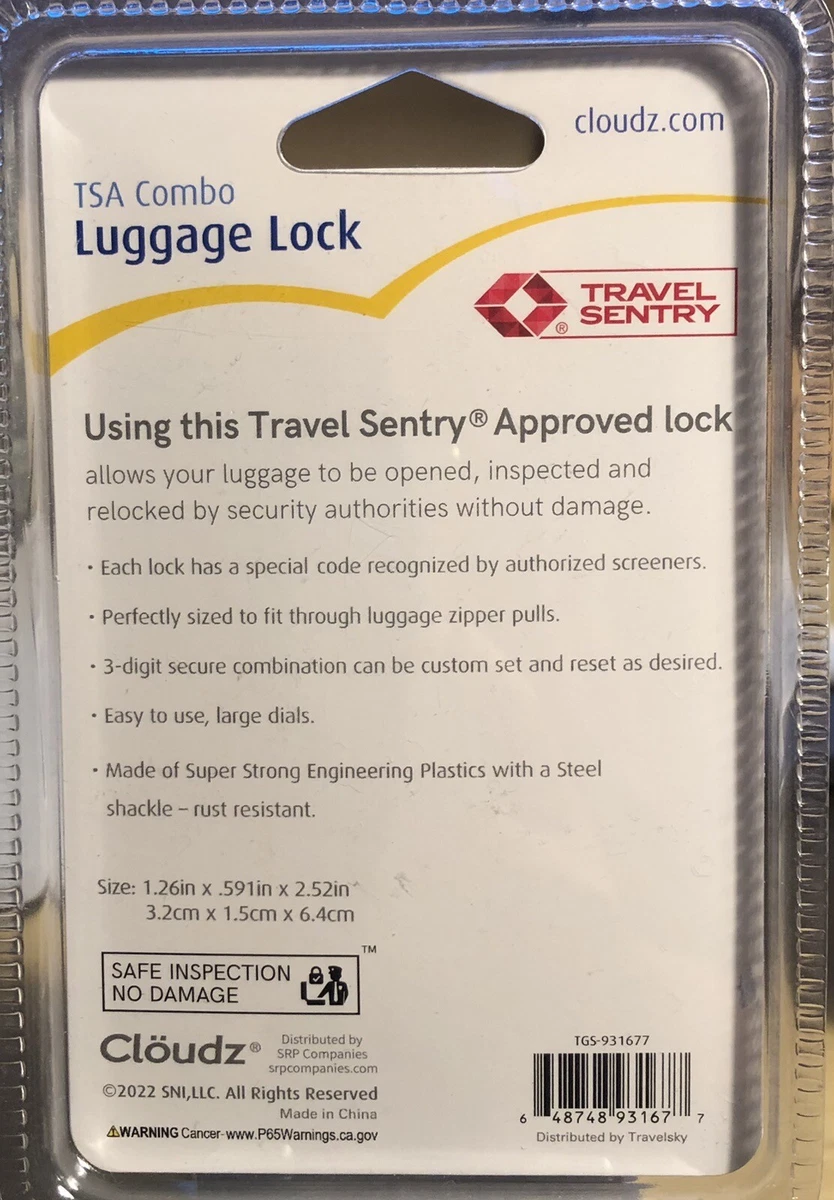 cloudz.com
TSA Combo
Luggage Lock
TRAVEL
SENTRY
®
Using this Travel Sentry® Approved lock
allows your luggage to be opened, inspected and
relocked by security authorities without damage.
· Each lock has a special code recognized by authorized screeners.
· Perfectly sized to fit through luggage zipper pulls.
· 3-digit secure combination can be custom set and reset as desired.
· Easy to use, large dials.
· Made of Super Strong Engineering Plastics with a Steel
shackle – rust resistant.
Size: 1.26in x .591in x 2.52in
3.2cm x 1.5cm x 6.4cm
SAFE INSPECTION
NO DAMAGE
TM
Clöudz®
Distributed by
SRP Companies
srpcompanies.com
©2022 SNI,LLC. All Rights Reserved
Made in China
⚠WARNING Cancer-www.P65Warnings.ca.gov
TGS-931677
6 48748 93167 7
Distributed by Travelsky